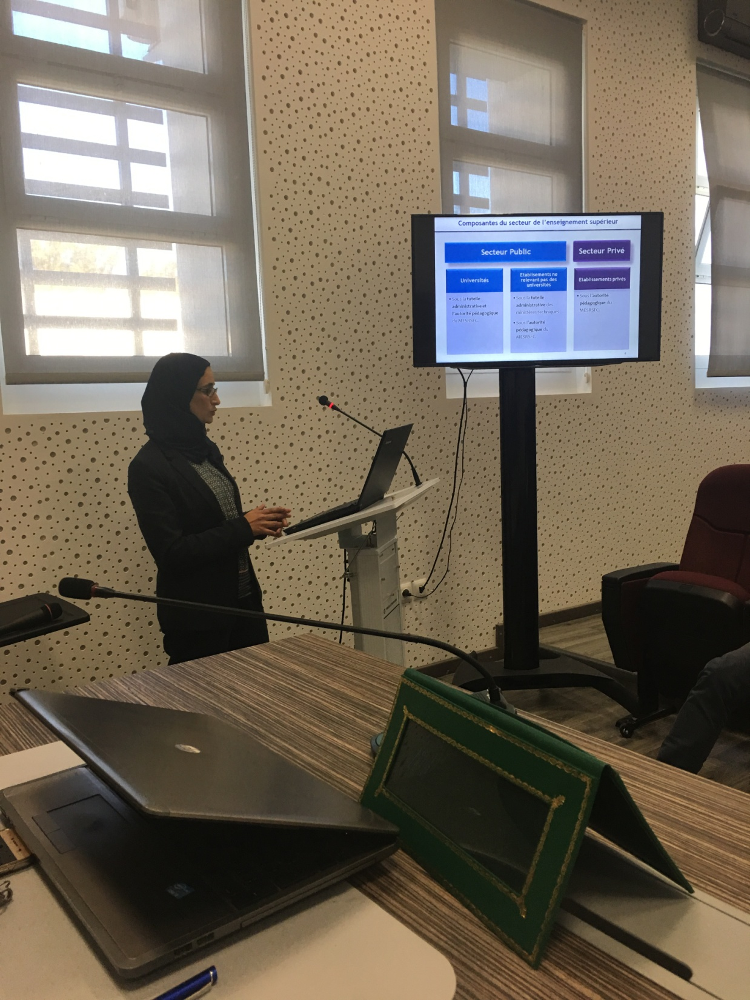 Composantes du secteur de l'enseignement supérieur
Secteur Public
Secteur Privé
Universités
• Sous la tutelle
administrative et
l'autorité pédagogique
du MESRSFC.
Etablisements ne
relevant pas des
universités
• Sous la tutelle
administrative des
ministères techniques.
• Sous l'autorité
pédagogique du
MESRSFC.
Etablissements privés
• Sous l'autorité
pédagogique du
MESRSFC.